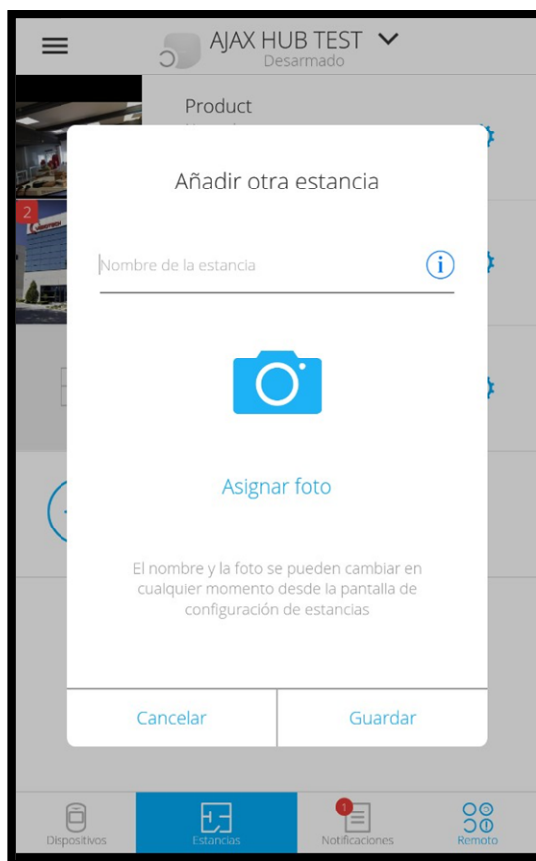 AJAX HUB TEST
Desarmado
Product
2
Añadir otra estancia
Nombre de la estancia
i
Asignar foto
El nombre y la foto se pueden cambiar en
cualquier momento desde la pantalla de
configuración de estancias
Cancelar
Guardar
1
Dispositivos
Estancias
Notificaciones
Remoto